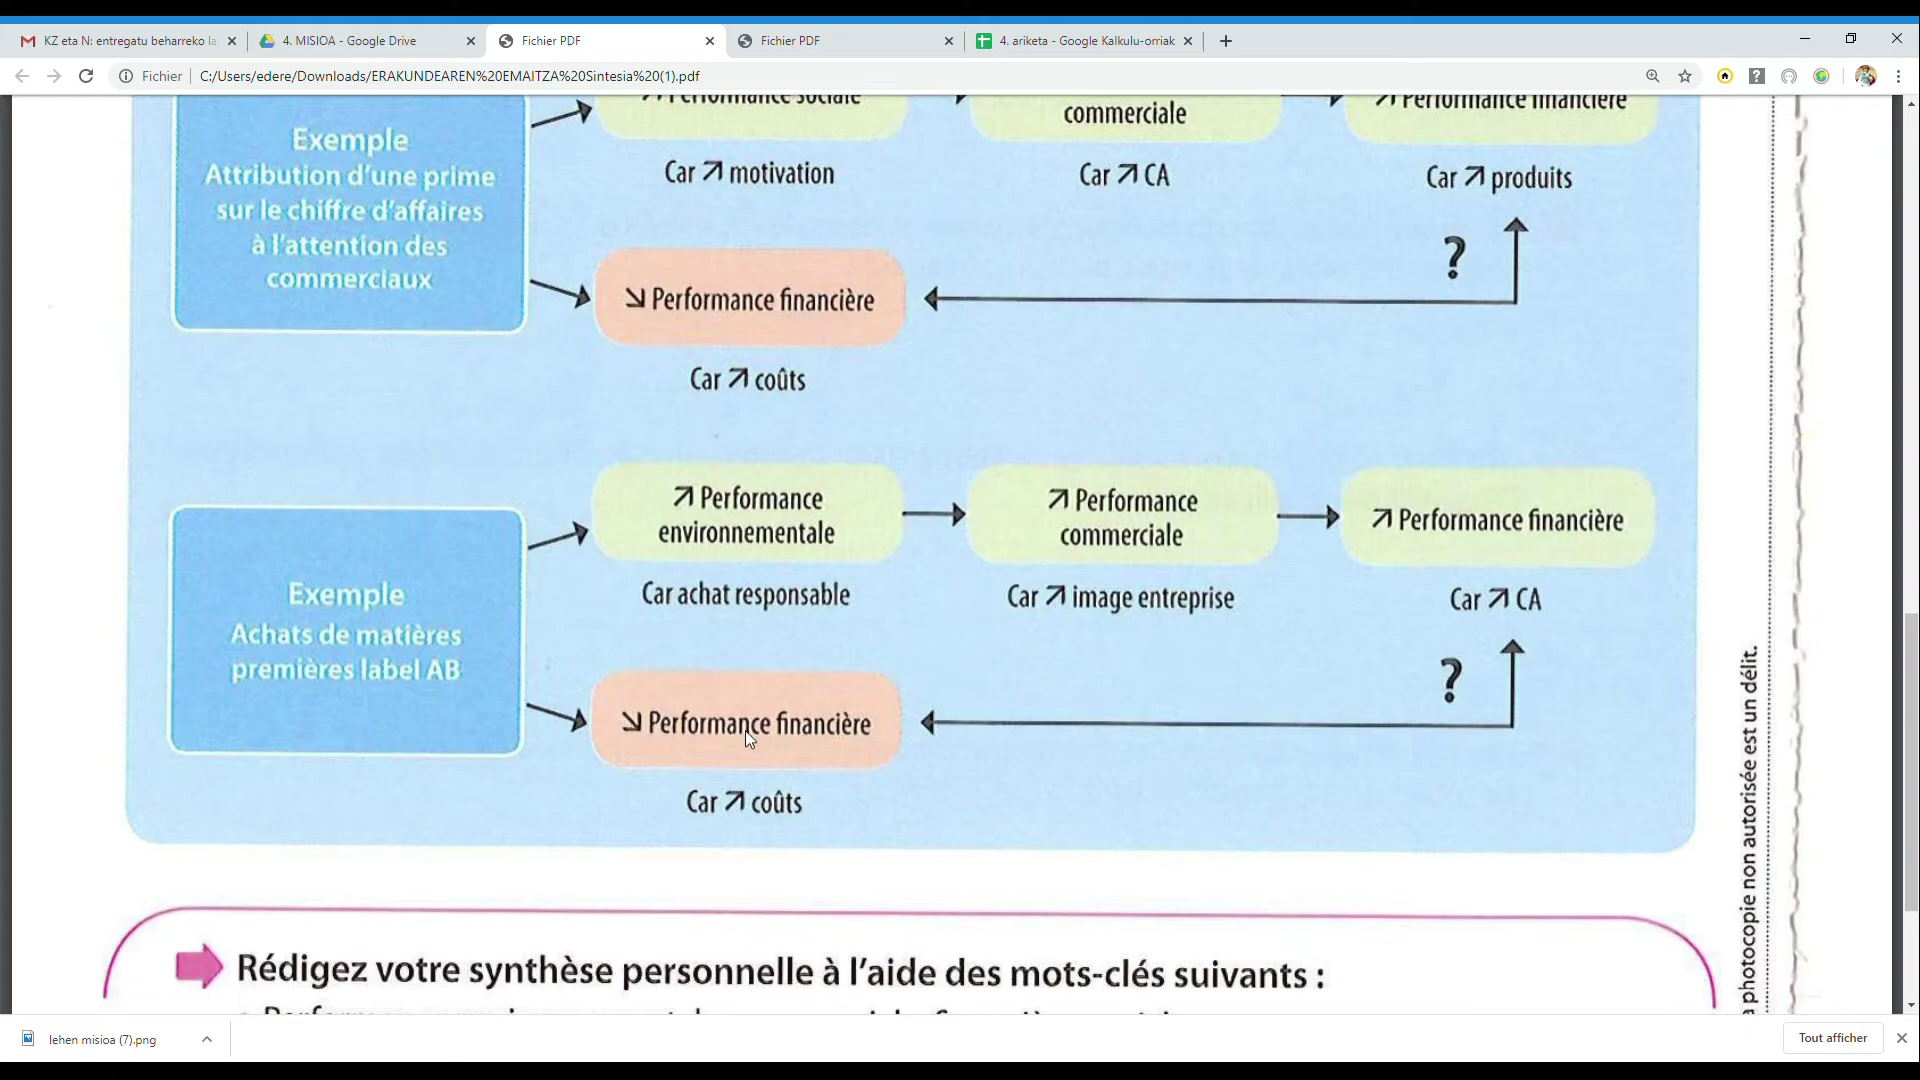 KZ eta N: entregatu beharreko la
4. MISIOA - Google Drive
Fichier PDF
Fichier PDF
4. ariketa - Google Kalkulu-orriak
Fichier
C:/Users/edere/Downloads/ERAKUNDEAREN%20EMAITZA%20Sintesia%20(1).pdf
Exemple
Attribution d'une prime
sur le chiffre d'affaires
à l'attention des
commerciaux
↗ Performance sociale
commerciale
↗ Performance financière
Car ↗ motivation
Car ↗ CA
Car ↗ produits
?
↘ Performance financière
Car ↗ coûts
Exemple
Achats de matières
premières label AB
↗ Performance
environnementale
↗ Performance
commerciale
↗ Performance financière
Car achat responsable
Car ↗ image entreprise
Car ↗ CA
?
↘ Performance financière
Car ↗ coûts
Rédigez votre synthèse personnelle à l'aide des mots-clés suivants :
a photocopie non autorisée est un délit.
lehen misioa (7).png
Tout afficher